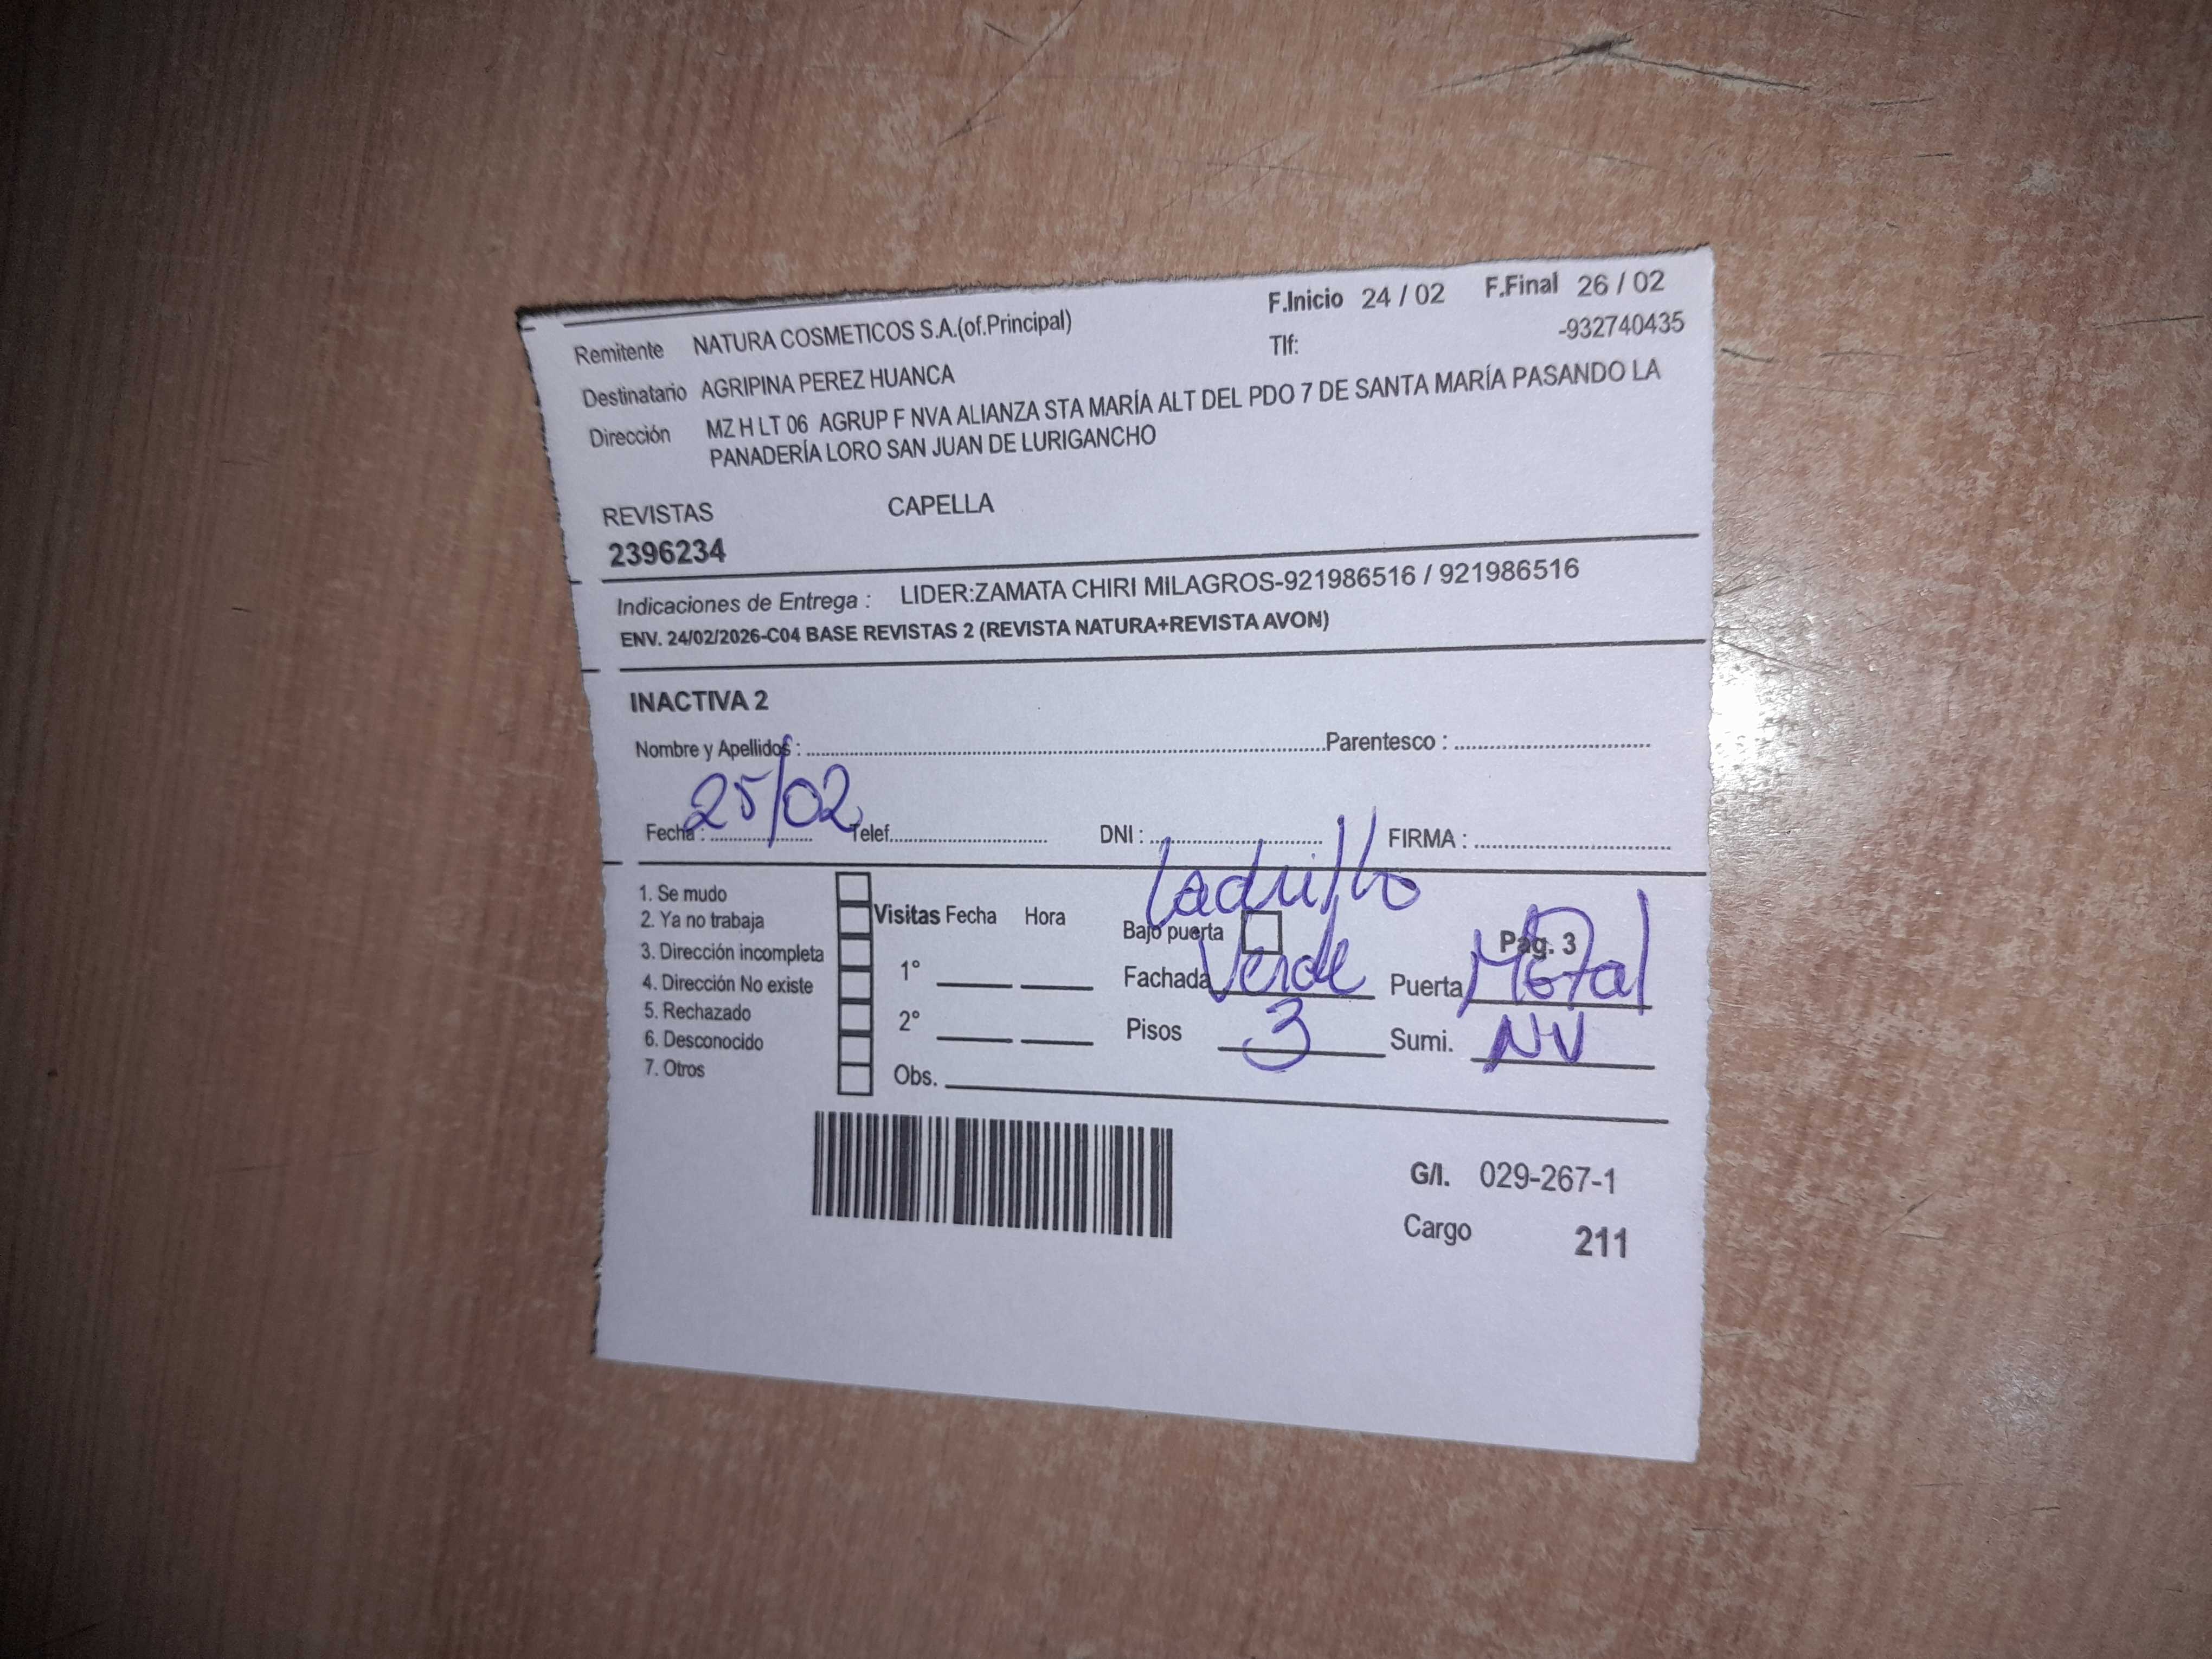 F.Inicio 24 / 02 F.Final 26 / 02
Remitente NATURA COSMETICOS S.A.(of.Principal) Tlf: -932740435
Destinatario AGRIPINA PEREZ HUANCA
Dirección MZ H LT 06 AGRUP F NVA ALIANZA STA MARÍA ALT DEL PDO 7 DE SANTA MARÍA PASANDO LA
PANADERÍA LORO SAN JUAN DE LURIGANCHO
REVISTAS CAPELLA
2396234
Indicaciones de Entrega : LIDER:ZAMATA CHIRI MILAGROS-921986516 / 921986516
ENV. 24/02/2026-C04 BASE REVISTAS 2 (REVISTA NATURA+REVISTA AVON)
INACTIVA 2
Nombre y Apellidos : Parentesco :
Fecha : 25/02 Telef. DNI : FIRMA :
1. Se mudo
2. Ya no trabaja
3. Dirección incompleta
4. Dirección No existe
5. Rechazado
6. Desconocido
7. Otros
Visitas Fecha Hora
1°
2°
Obs.
Ladrillo
Bajo puerta Pag. 3
Fachada Verde Puerta Metal
Pisos 3 Sumi. NV
G/I. 029-267-1
Cargo 211